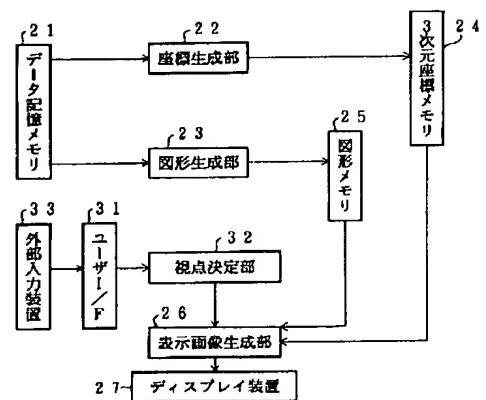 ２１
データ記憶メモリ
２２
座標生成部
３次元座標メモリ
２４
２３
図形生成部
２５
図形メモリ
３３
外部入力装置
３１
ユーザI／F
３２
視点決定部
２６
表示画像生成部
２７
ディスプレイ装置